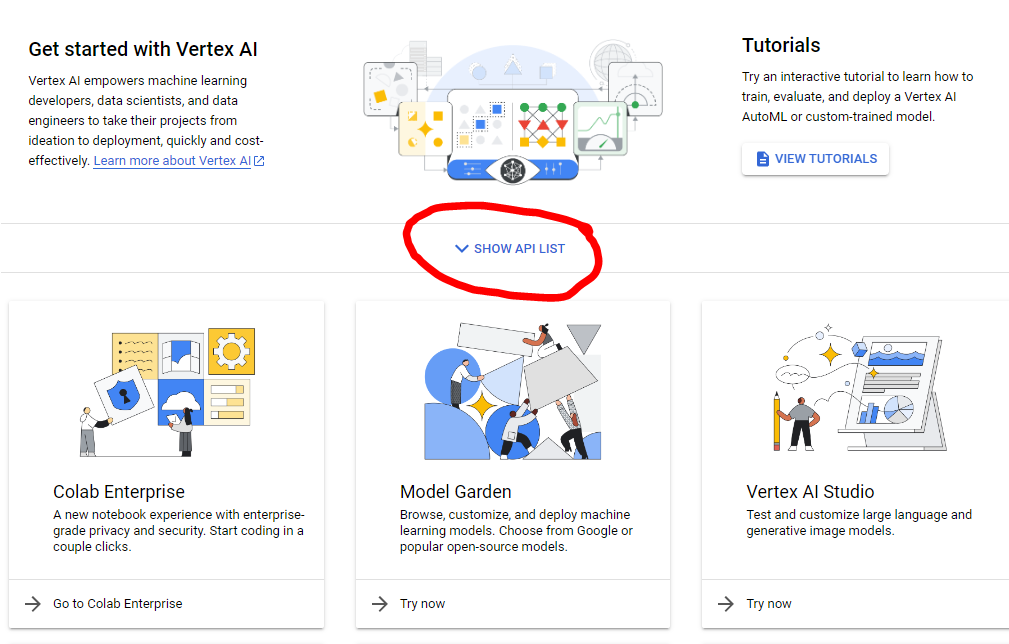 Get started with Vertex AI
Vertex AI empowers machine learning
developers, data scientists, and data
engineers to take their projects from
ideation to deployment, quickly and cost-
effectively. Learn more about Vertex AI
Tutorials
Try an interactive tutorial to learn how to
train, evaluate, and deploy a Vertex AI
AutoML or custom-trained model.
VIEW TUTORIALS
SHOW API LIST
Colab Enterprise
A new notebook experience with enterprise-
grade privacy and security. Start coding in a
couple clicks.
Go to Colab Enterprise
Model Garden
Browse, customize, and deploy machine
learning models. Choose from Google or
popular open-source models.
Try now
Vertex AI Studio
Test and customize large language and
generative image models.
Try now